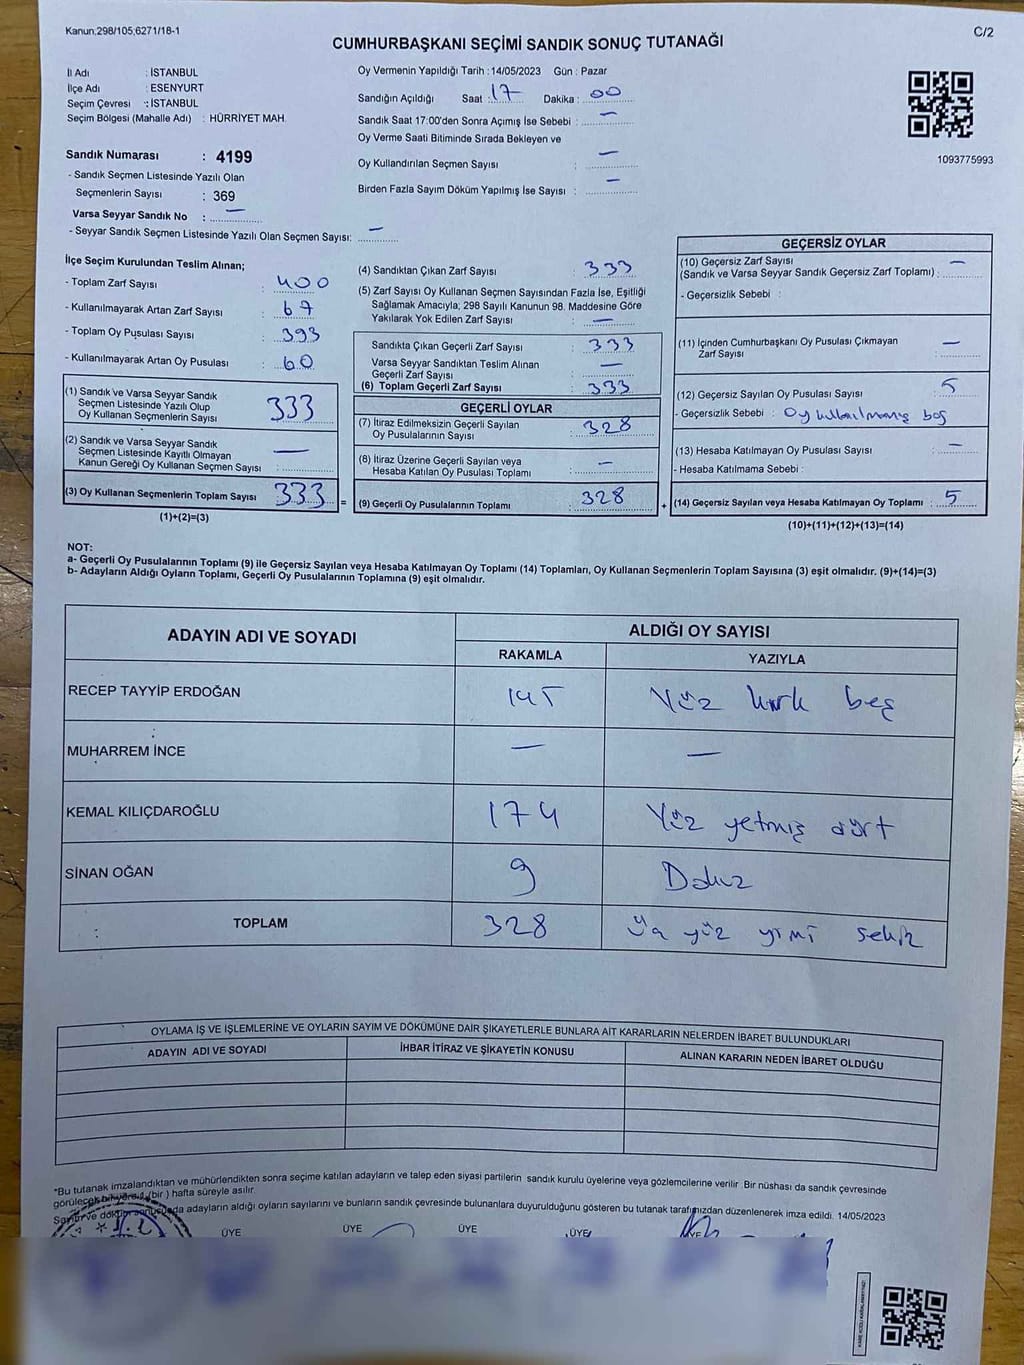 Kanun;298/105;6271/18-1
C/2
CUMHURBAŞKANI SEÇİMİ SANDIK SONUÇ TUTANAĞI
İl Adı : İSTANBUL
İlçe Adı : ESENYURT
Seçim Çevresi : İSTANBUL
Seçim Bölgesi (Mahalle Adı) : HÜRRİYET MAH.
Oy Vermenin Yapıldığı Tarih : 14/05/2023 Gün : Pazar
Sandığın Açıldığı Saat : 17 Dakika : 00
Sandık Saat 17:00'den Sonra Açımış İse Sebebi : —
Oy Verme Saati Bitiminde Sırada Bekleyen ve
Oy Kullandırılan Seçmen Sayısı : —
Birden Fazla Sayım Döküm Yapılmış İse Sayısı : —
1093775993
Sandık Numarası : 4199
- Sandık Seçmen Listesinde Yazılı Olan
Seçmenlerin Sayısı : 369
Varsa Seyyar Sandık No : —
- Seyyar Sandık Seçmen Listesinde Yazılı Olan Seçmen Sayısı: —
İlçe Seçim Kurulundan Teslim Alınan;
- Toplam Zarf Sayısı : 400
- Kullanılmayarak Artan Zarf Sayısı : 67
- Toplam Oy Pusulası Sayısı : 393
- Kullanılmayarak Artan Oy Pusulası : 60
(1) Sandık ve Varsa Seyyar Sandık
Seçmen Listesinde Yazılı Olup
Oy Kullanan Seçmenlerin Sayısı 333
(2) Sandık ve Varsa Seyyar Sandık
Seçmen Listesinde Kayıtlı Olmayan
Kanun Gereği Oy Kullanan Seçmen Sayısı : —
(3) Oy Kullanan Seçmenlerin Toplam Sayısı 333 =
(1)+(2)=(3)
(4) Sandıktan Çıkan Zarf Sayısı : 333
(5) Zarf Sayısı Oy Kullanan Seçmen Sayısından Fazla İse, Eşitliği
Sağlamak Amacıyla; 298 Sayılı Kanunun 98. Maddesine Göre
Yakılarak Yok Edilen Zarf Sayısı : —
Sandıkta Çıkan Geçerli Zarf Sayısı : 333
Varsa Seyyar Sandıktan Teslim Alınan
Geçerli Zarf Sayısı : —
(6) Toplam Geçerli Zarf Sayısı : 333
GEÇERLİ OYLAR
(7) İtiraz Edilmeksizin Geçerli Sayılan
Oy Pusulalarının Sayısı : 328
(8) İtiraz Üzerine Geçerli Sayılan veya
Hesaba Katılan Oy Pusulası Toplamı : —
(9) Geçerli Oy Pusulalarının Toplamı : 328 +
GEÇERSİZ OYLAR
(10) Geçersiz Zarf Sayısı
(Sandık ve Varsa Seyyar Sandık Geçersiz Zarf Toplamı) : —
- Geçersizlik Sebebi :
(11) İçinden Cumhurbaşkanı Oy Pusulası Çıkmayan
Zarf Sayısı : —
(12) Geçersiz Sayılan Oy Pusulası Sayısı : 5
- Geçersizlik Sebebi : Oy kullanılmamış boş
(13) Hesaba Katılmayan Oy Pusulası Sayısı : —
- Hesaba Katılmama Sebebi :
(14) Geçersiz Sayılan veya Hesaba Katılmayan Oy Toplamı : 5
(10)+(11)+(12)+(13)=(14)
NOT:
a- Geçerli Oy Pusulalarının Toplamı (9) ile Geçersiz Sayılan veya Hesaba Katılmayan Oy Toplamı (14) Toplamları, Oy Kullanan Seçmenlerin Toplam Sayısına (3) eşit olmalıdır. (9)+(14)=(3)
b- Adayların Aldığı Oyların Toplamı, Geçerli Oy Pusulalarının Toplamına (9) eşit olmalıdır.
ADAYIN ADI VE SOYADI
ALDIĞI OY SAYISI
RAKAMLA YAZIYLA
RECEP TAYYİP ERDOĞAN 145 Yüz kırk beş
MUHARREM İNCE — —
KEMAL KILIÇDAROĞLU 174 Yüz yetmiş dört
SİNAN OĞAN 9 Dokuz
TOPLAM 328 Üç yüz yirmi sekiz
OYLAMA İŞ VE İŞLEMLERİNE VE OYLARIN SAYIM VE DÖKÜMÜNE DAİR ŞİKAYETLERLE BUNLARA AİT KARARLARIN NELERDEN İBARET BULUNDUKLARI
ADAYIN ADI VE SOYADI İHBAR İTİRAZ VE ŞİKAYETİN KONUSU ALINAN KARARIN NEDEN İBARET OLDUĞU
*Bu tutanak imzalandıktan ve mühürlendikten sonra seçime katılan adayların ve talep eden siyasi partilerin sandık kurulu üyelerine veya gözlemcilerine verilir. Bir nüshası da sandık çevresinde
görülecek bir yere 1 (bir ) hafta süreyle asılır.
Sayım ve döküm sonucunda adayların aldığı oyların sayılarını ve bunların sandık çevresinde bulunanlara duyurulduğunu gösteren bu tutanak tarafımızdan düzenlenerek imza edildi. 14/05/2023
ÜYE ÜYE ÜYE ÜYE ÜYE